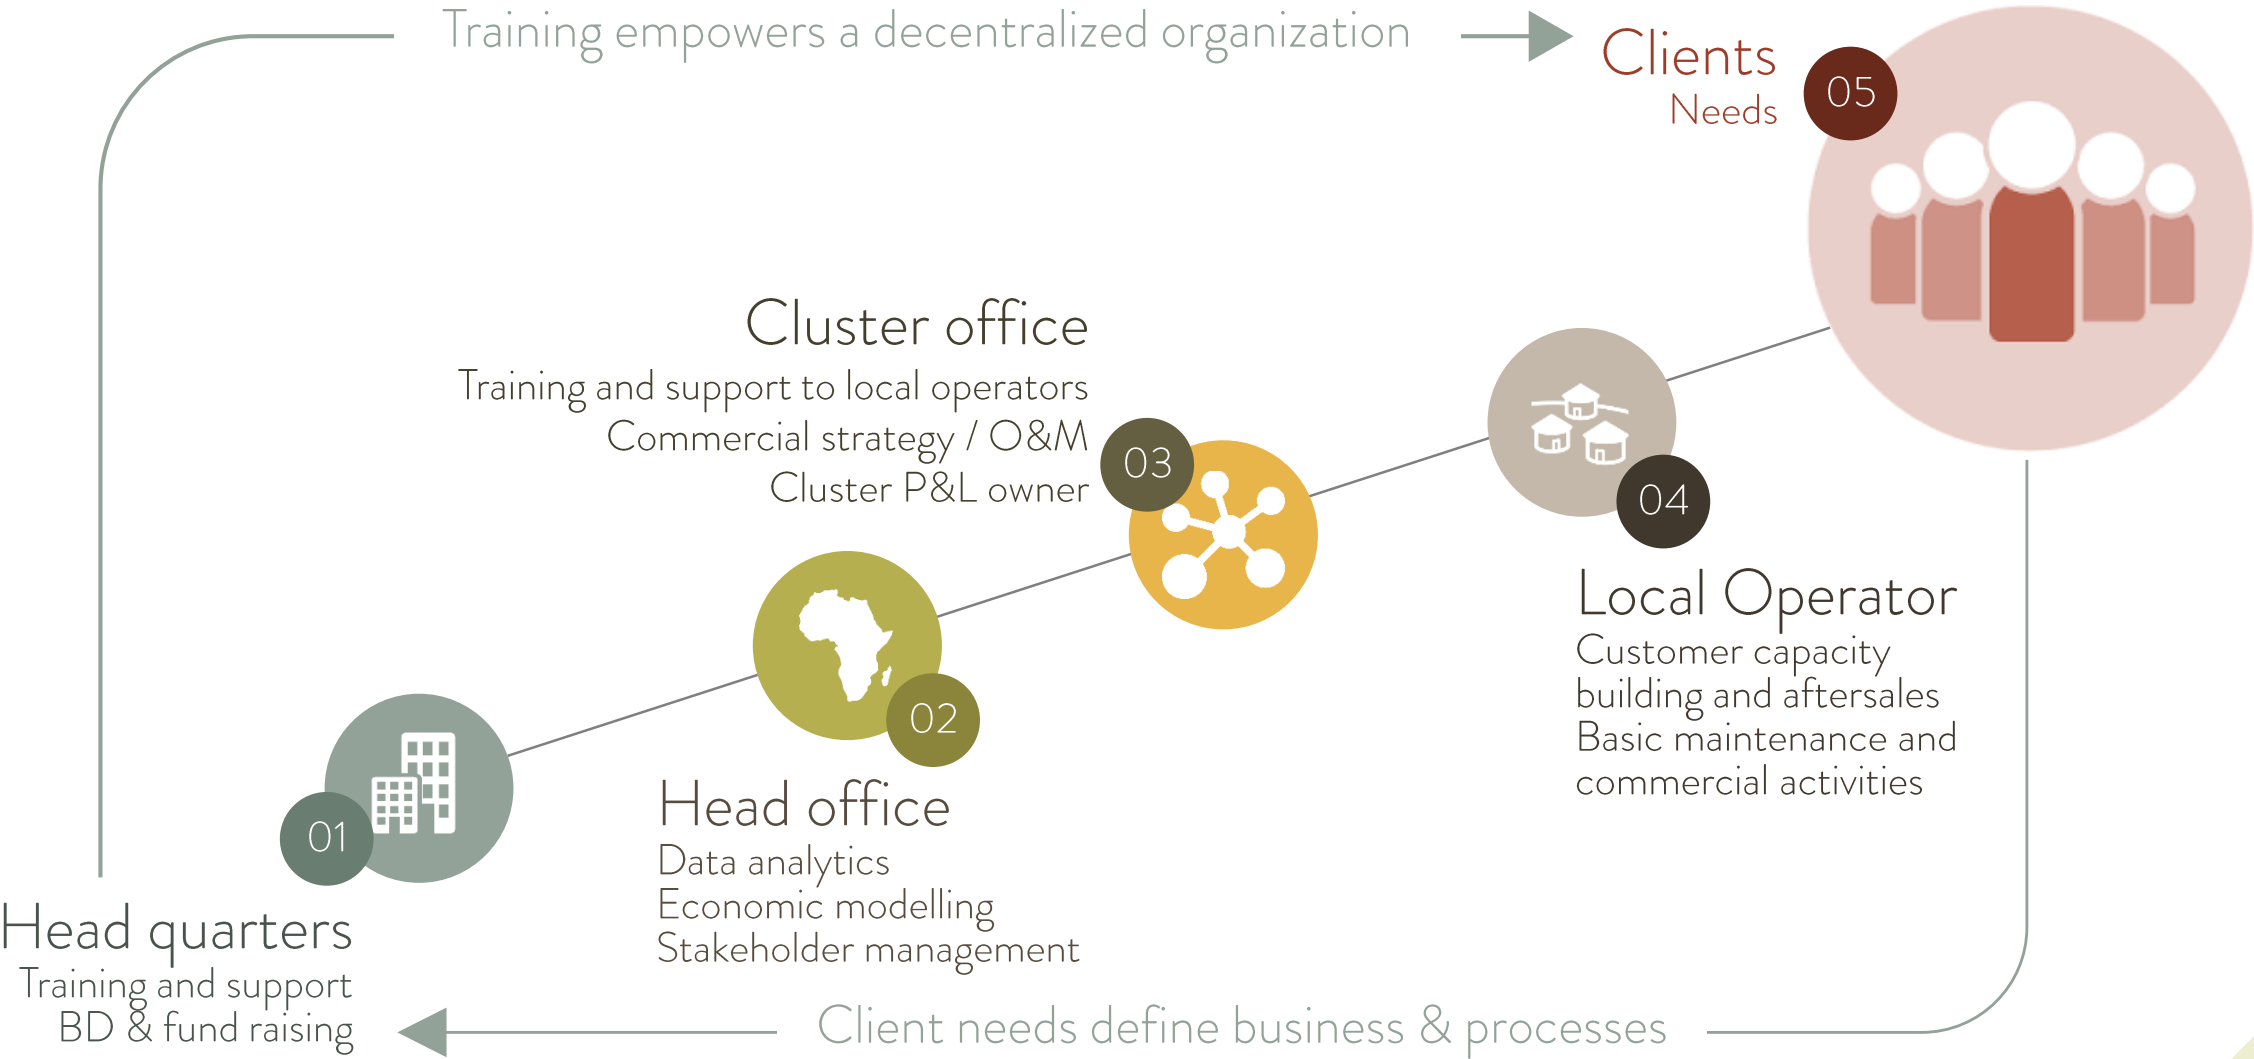 Training empowers a decentralized organization
Clients
Needs
05
Cluster office
Training and support to local operators
Commercial strategy / O&M
Cluster P&L owner
03
04
Local Operator
Customer capacity
building and aftersales
Basic maintenance and
commercial activities
02
Head office
Data analytics
Economic modelling
Stakeholder management
01
Head quarters
Training and support
BD & fund raising
Client needs define business & processes